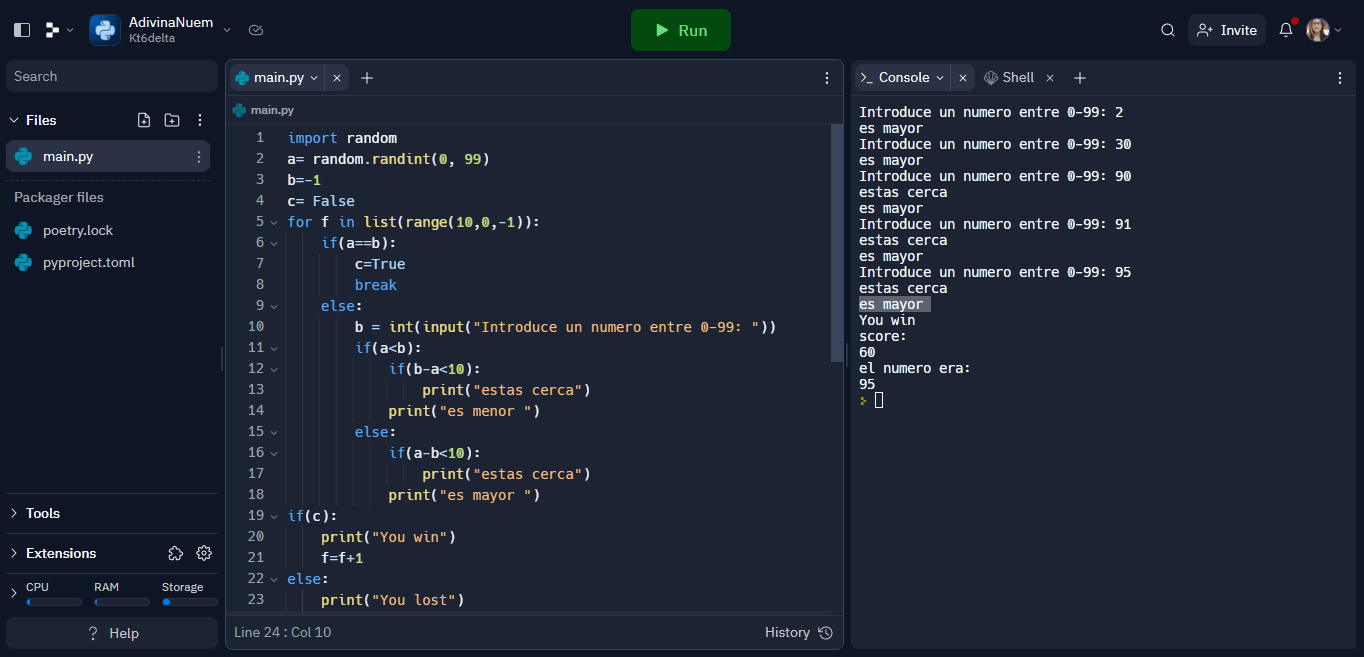 AdivinaNuem
Kt6delta
Run
Invite
Search
Files
main.py
Packager files
poetry.lock
pyproject.toml
Tools
Extensions
CPU RAM Storage
? Help
main.py
main.py
1 import random
2 a= random.randint(0, 99)
3 b=-1
4 c= False
5 for f in list(range(10,0,-1)):
6 if(a==b):
7 c=True
8 break
9 else:
10 b = int(input("Introduce un numero entre 0-99: "))
11 if(a<b):
12 if(b-a<10):
13 print("estas cerca")
14 print("es menor ")
15 else:
16 if(a-b<10):
17 print("estas cerca")
18 print("es mayor ")
19 if(c):
20 print("You win")
21 f=f+1
22 else:
23 print("You lost")
Line 24 : Col 10
History
>_ Console
Shell
Introduce un numero entre 0-99: 2
es mayor
Introduce un numero entre 0-99: 30
es mayor
Introduce un numero entre 0-99: 90
estas cerca
es mayor
Introduce un numero entre 0-99: 91
estas cerca
es mayor
Introduce un numero entre 0-99: 95
estas cerca
es mayor
You win
score:
60
el numero era:
95